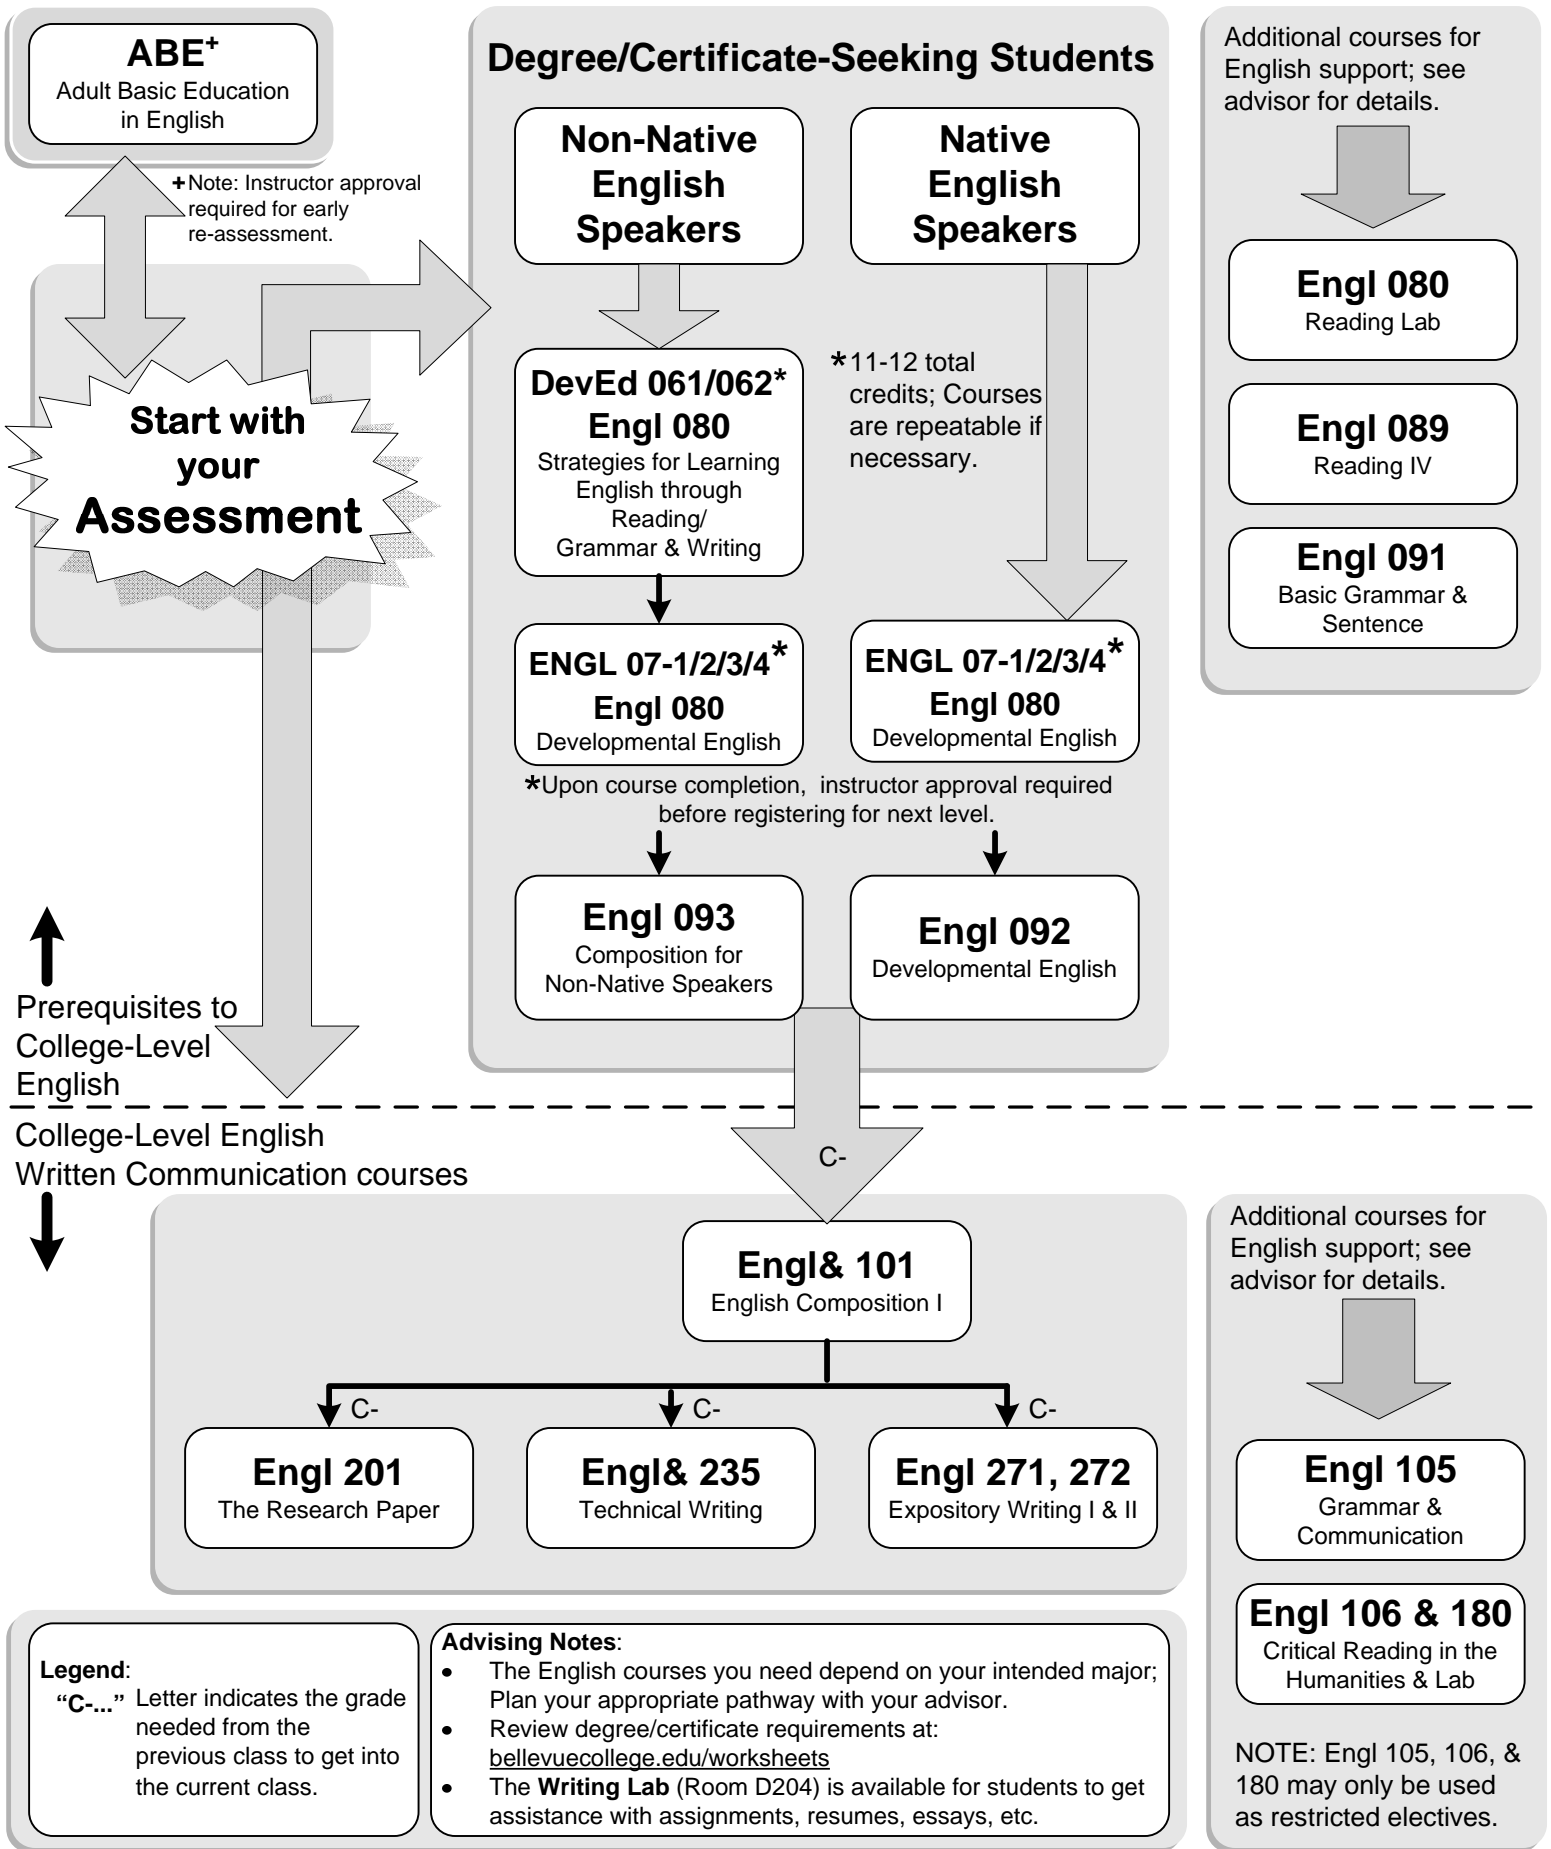 ABE+
Adult Basic Education
in English
+Note: Instructor approval
required for early
re-assessment.
Start with
your
Assessment
Degree/Certificate-Seeking Students
Non-Native
English
Speakers
Native
English
Speakers
DevEd 061/062*
Engl 080
Strategies for Learning
English through
Reading/
Grammar & Writing
*11-12 total
credits; Courses
are repeatable if
necessary.
ENGL 07-1/2/3/4*
Engl 080
Developmental English
ENGL 07-1/2/3/4*
Engl 080
Developmental English
*Upon course completion, instructor approval required
before registering for next level.
Engl 093
Composition for
Non-Native Speakers
Engl 092
Developmental English
Additional courses for
English support; see
advisor for details.
Engl 080
Reading Lab
Engl 089
Reading IV
Engl 091
Basic Grammar &
Sentence
Prerequisites to
College-Level
English
College-Level English
Written Communication courses
C-
Engl& 101
English Composition I
C-
C-
C-
Engl 201
The Research Paper
Engl& 235
Technical Writing
Engl 271, 272
Expository Writing I & II
Additional courses for
English support; see
advisor for details.
Engl 105
Grammar &
Communication
Engl 106 & 180
Critical Reading in the
Humanities & Lab
NOTE: Engl 105, 106, &
180 may only be used
as restricted electives.
Legend:
“C-...” Letter indicates the grade
needed from the
previous class to get into
the current class.
Advising Notes:
• The English courses you need depend on your intended major;
Plan your appropriate pathway with your advisor.
• Review degree/certificate requirements at:
bellevuecollege.edu/worksheets
• The Writing Lab (Room D204) is available for students to get
assistance with assignments, resumes, essays, etc.